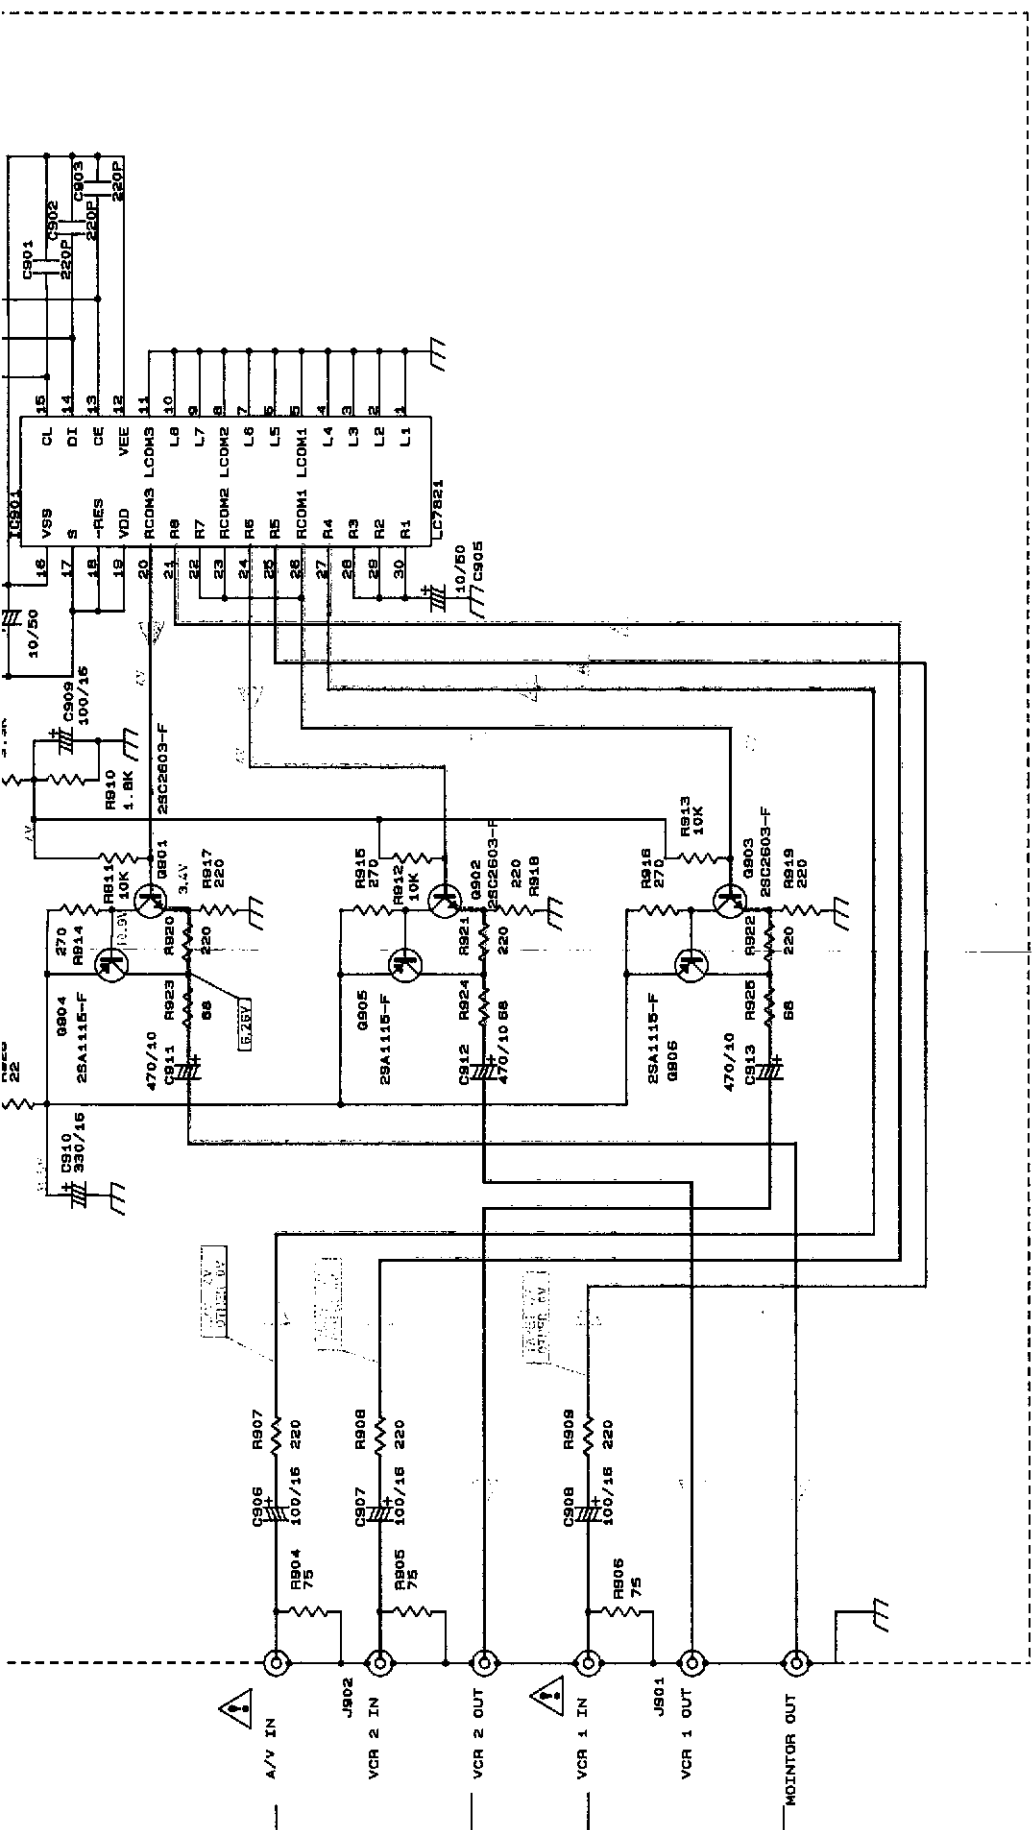 C903
220P
C902
220P
C901
220P
15
14
13
12
11
10
9
8
7
6
5
4
3
2
1
CL
DI
CE
VEE
LCOM3
L8
L7
LCOM2
L6
L5
LCOM1
L4
L3
L2
L1
IC901
LC7821
VSS
S
-RES
VDD
RCOM3
R8
R7
RCOM2
R6
R5
RCOM1
R4
R3
R2
R1
16
17
18
19
20
21
22
23
24
25
26
27
28
29
30
10/50
10/50
C905
C909
100/16
R910
1.8K
2SC2603-F
4V
4V
4V
R911
10K
Q901
3.4V
R917
220
R915
270
R912
10K
Q902
2SC2603-F
220
R918
R913
10K
R916
270
Q903
2SC2603-F
R919
220
270
R914
10.9V
R920
220
R921
220
R922
220
Q904
2SA1115-F
R923
68
6.26V
Q905
2SA1115-F
R924
68
2SA1115-F
Q906
R925
68
22
470/10
C911
C912
470/10
470/10
C913
C910
330/16
R907
220
R908
220
R909
220
C906
100/16
C907
100/16
C908
100/16
R904
75
R905
75
R906
75
J902
J901
A/V IN
VCR 2 IN
VCR 2 OUT
VCR 1 IN
VCR 1 OUT
MOINTOR OUT